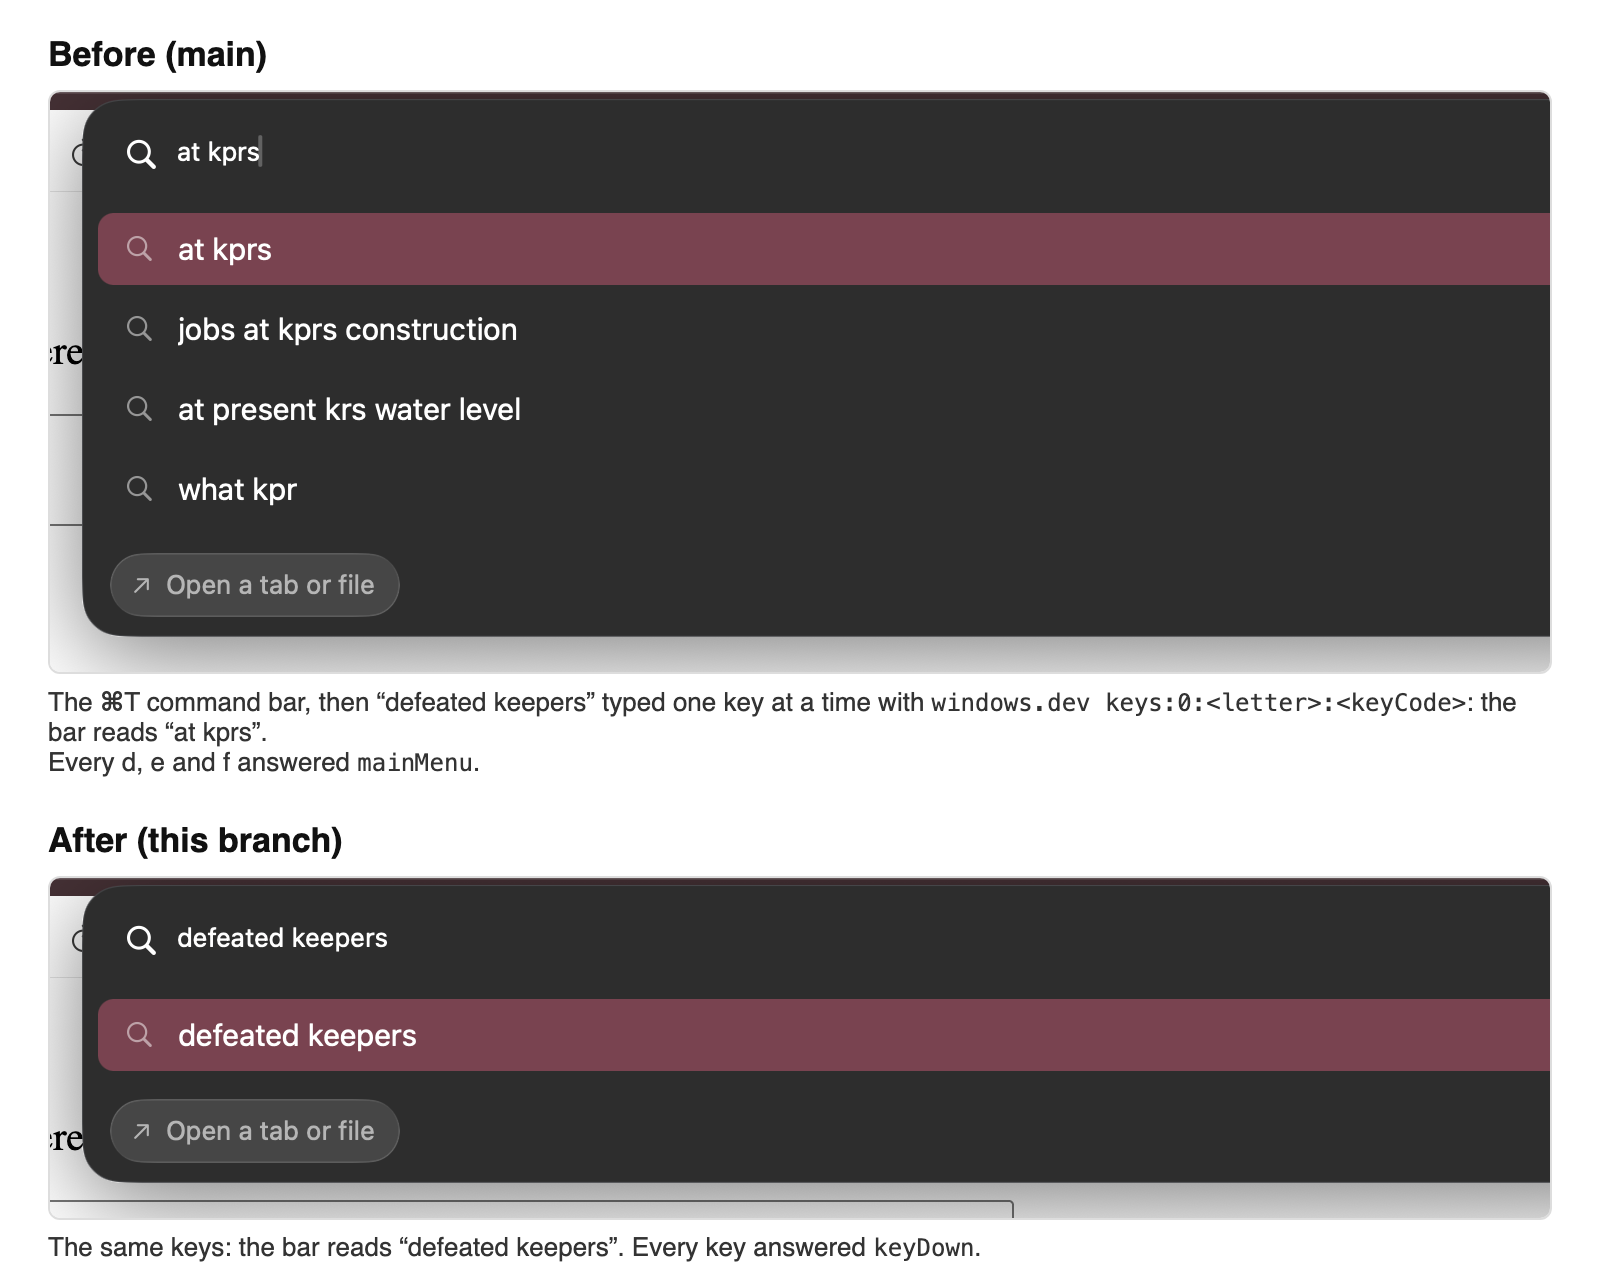 Before (main)
at kprs
at kprs
jobs at kprs construction
ere
at present krs water level
what kpr
Open a tab or file
The ⌘T command bar, then “defeated keepers” typed one key at a time with windows.dev keys:0:<letter>:<keyCode>: the
bar reads “at kprs”.
Every d, e and f answered mainMenu.
After (this branch)
defeated keepers
defeated keepers
Open a tab or file
ere
The same keys: the bar reads “defeated keepers”. Every key answered keyDown.